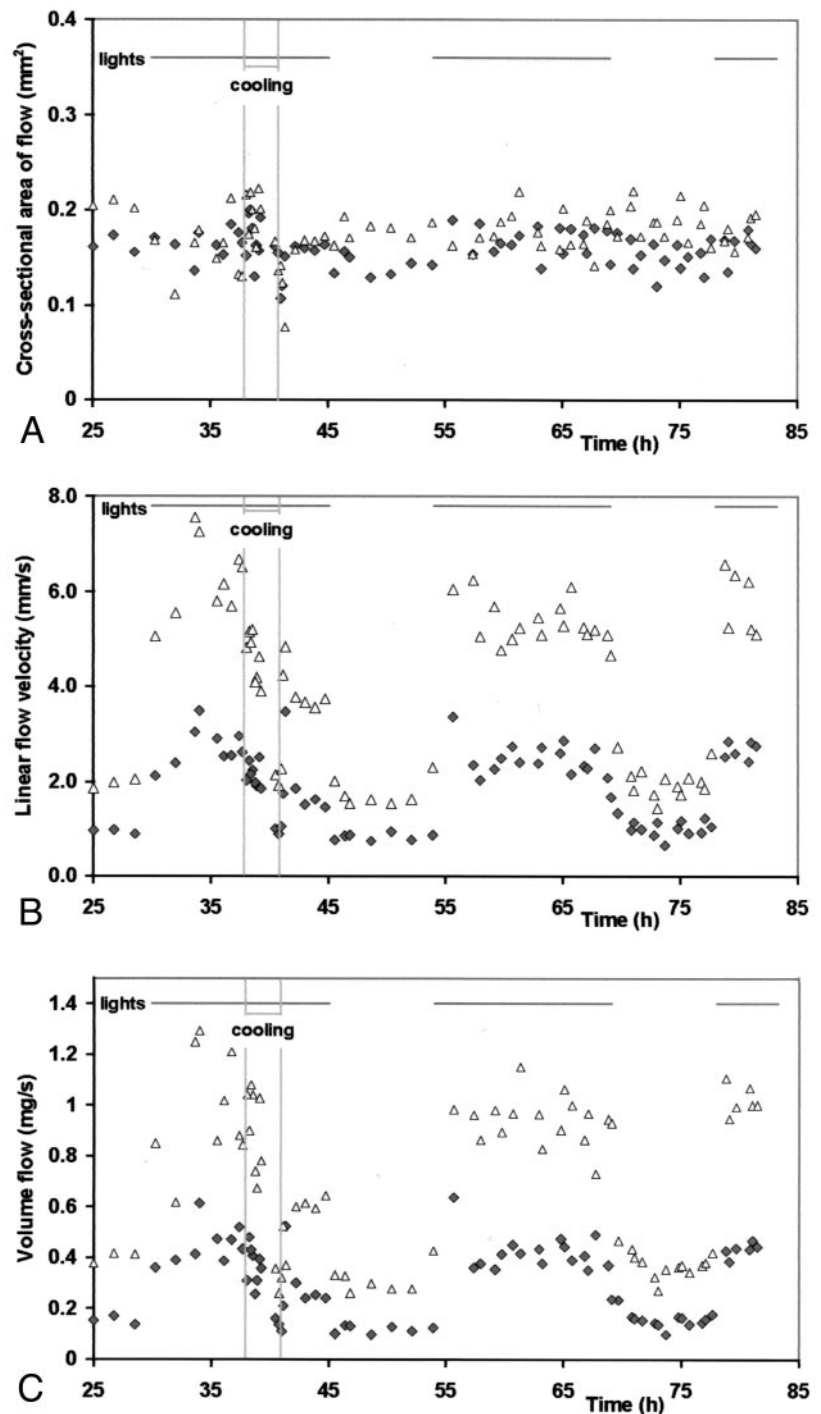 0.4
lights
cooling
0.3
0.2
0.1
0
Cross-sectional area of flow (mm²)
25 35 45 55 65 75 85
Time (h)
A
8.0
lights
cooling
6.0
4.0
2.0
0.0
Linear flow velocity (mm/s)
25 35 45 55 65 75 85
Time (h)
B
1.4
lights
cooling
1.2
1
0.8
0.6
0.4
0.2
0
Volume flow (mg/s)
25 35 45 55 65 75 85
Time (h)
C